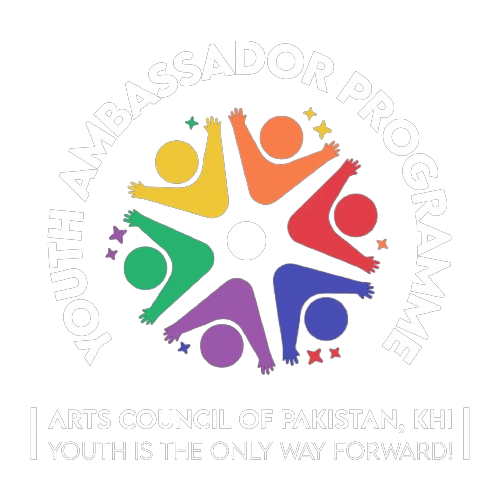 YOUTH AMBASSADOR PROGRAMME
ARTS COUNCIL OF PAKISTAN, KHI
YOUTH IS THE ONLY WAY FORWARD!